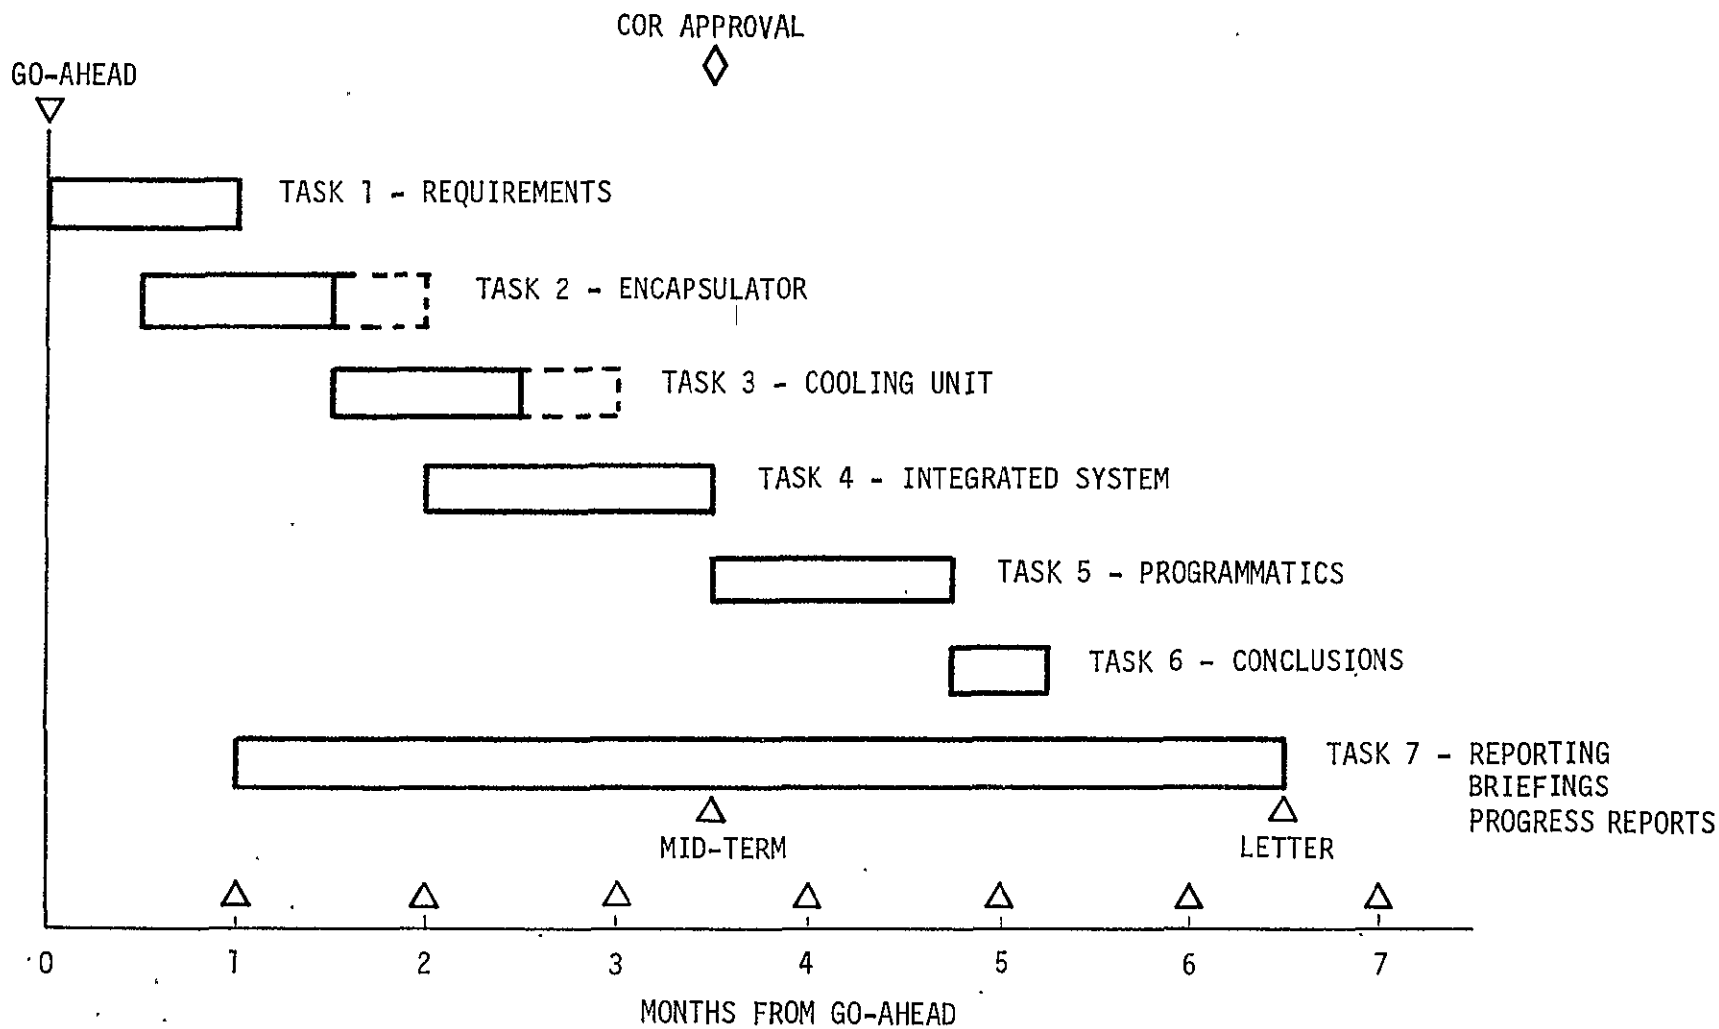 COR APPROVAL
GO-AHEAD
TASK 1 - REQUIREMENTS
TASK 2 - ENCAPSULATOR
TASK 3 - COOLING UNIT
TASK 4 - INTEGRATED SYSTEM
TASK 5 - PROGRAMMATICS
TASK 6 - CONCLUSIONS
TASK 7 - REPORTING
BRIEFINGS
PROGRESS REPORTS
MID-TERM
LETTER
0 1 2 3 4 5 6 7
MONTHS FROM GO-AHEAD